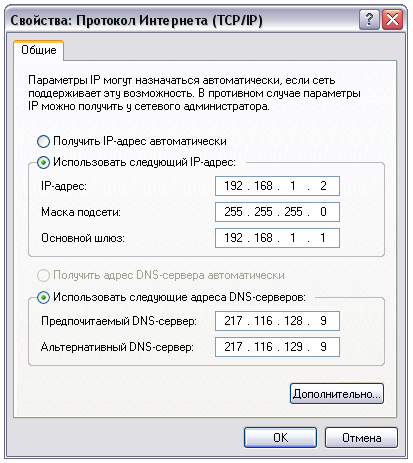 Свойства: Протокол Интернета (TCP/IP)
Общие
Параметры IP могут назначаться автоматически, если сеть
поддерживает эту возможность. В противном случае параметры
IP можно получить у сетевого администратора.
Получить IP-адрес автоматически
Использовать следующий IP-адрес:
IP-адрес: 192 . 168 . 1 . 2
Маска подсети: 255 . 255 . 255 . 0
Основной шлюз: 192 . 168 . 1 . 1
Получить адрес DNS-сервера автоматически
Использовать следующие адреса DNS-серверов:
Предпочитаемый DNS-сервер: 217 . 116 . 128 . 9
Альтернативный DNS-сервер: 217 . 116 . 129 . 9
Дополнительно...
OK Отмена